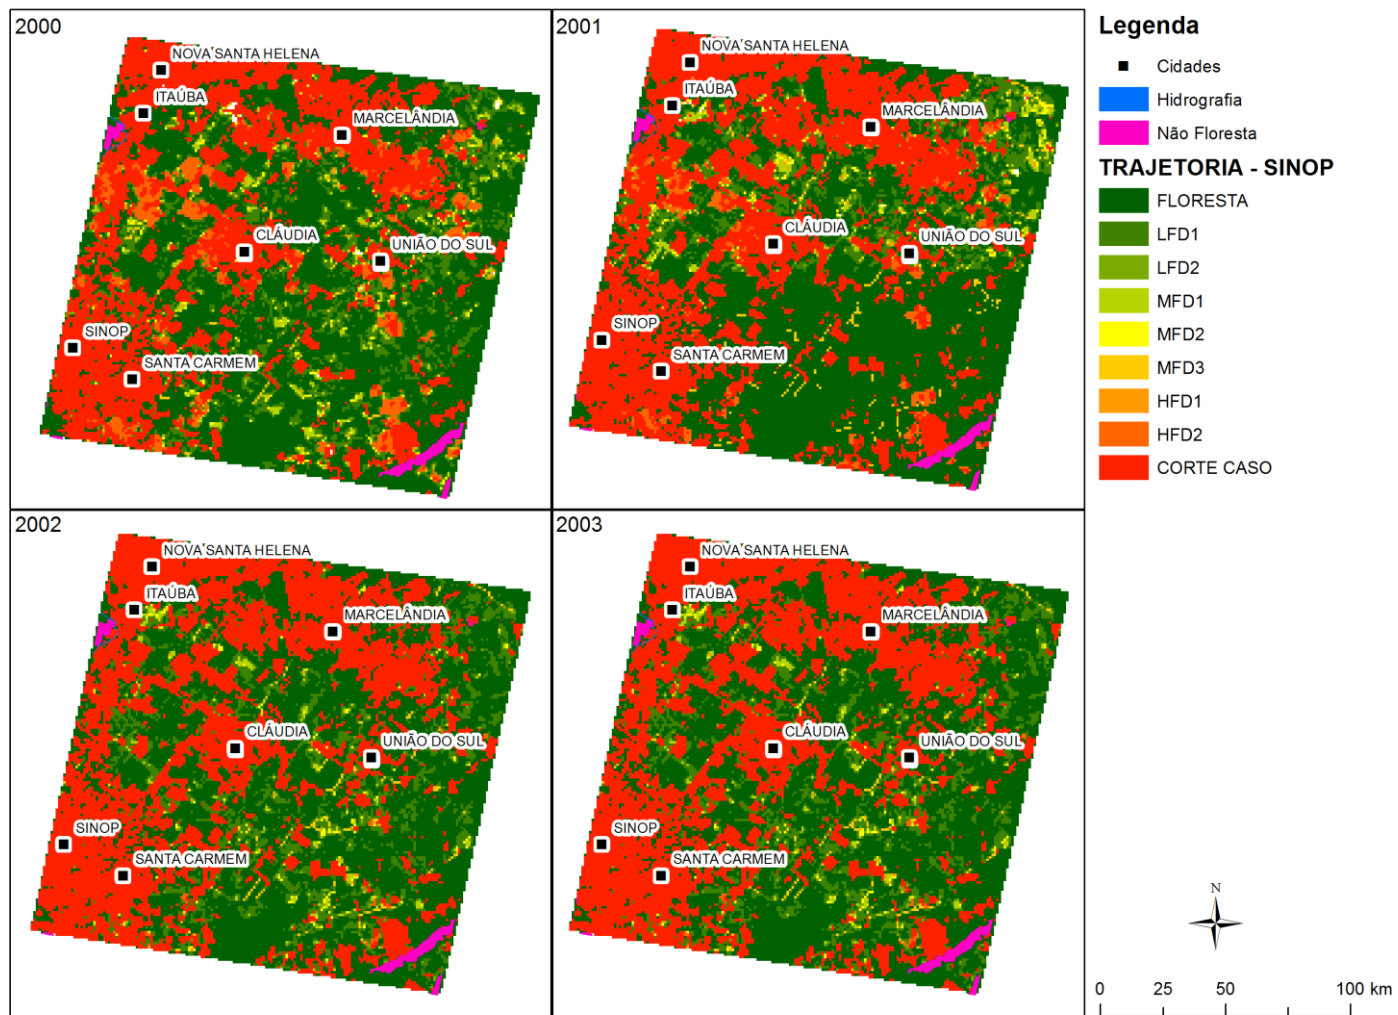 2000
NOVA SANTA HELENA
ITAÚBA
MARCELÂNDIA
CLÁUDIA
UNIÃO DO SUL
SINOP
SANTA CARMEM
2001
NOVA SANTA HELENA
ITAÚBA
MARCELÂNDIA
CLÁUDIA
UNIÃO DO SUL
SINOP
SANTA CARMEM
Legenda
Cidades
Hidrografia
Não Floresta
TRAJETORIA - SINOP
FLORESTA
LFD1
LFD2
MFD1
MFD2
MFD3
HFD1
HFD2
CORTE CASO
2002
NOVA SANTA HELENA
ITAÚBA
MARCELÂNDIA
CLÁUDIA
UNIÃO DO SUL
SINOP
SANTA CARMEM
2003
NOVA SANTA HELENA
ITAÚBA
MARCELÂNDIA
CLÁUDIA
UNIÃO DO SUL
SINOP
SANTA CARMEM
N
0 25 50 100 km